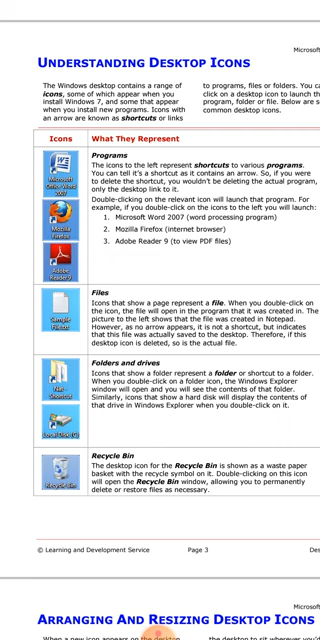 Microsof
UNDERSTANDING DESKTOP ICONS
The Windows desktop contains a range of
icons, some of which appear when you
install Windows 7, and some that appear
when you install new programs. Icons with
an arrow are known as shortcuts or links
to programs, files or folders. You ca
click on a desktop icon to launch th
program, folder or file. Below are s
common desktop icons.
Icons
What They Represent
Microsoft
Office Word
2007
Mozilla
Firefox
Adobe
Reader 9
Programs
The icons to the left represent shortcuts to various programs.
You can tell it's a shortcut as it contains an arrow. So, if you were
to delete the shortcut, you wouldn't be deleting the actual program,
only the desktop link to it.
Double-clicking on the relevant icon will launch that program. For
example, if you double-click on the icons to the left you will launch:
1. Microsoft Word 2007 (word processing program)
2. Mozilla Firefox (internet browser)
3. Adobe Reader 9 (to view PDF files)
Sample
File.txt
Files
Icons that show a page represent a file. When you double-click on
the icon, the file will open in the program that it was created in. The
picture to the left shows that the file was created in Notepad.
However, as no arrow appears, it is not a shortcut, but indicates
that this file was actually saved to the desktop. Therefore, if this
desktop icon is deleted, so is the actual file.
Shortcut
Local Disk (C)
Folders and drives
Icons that show a folder represent a folder or shortcut to a folder.
When you double-click on a folder icon, the Windows Explorer
window will open and you will see the contents of that folder.
Similarly, icons that show a hard disk will display the contents of
that drive in Windows Explorer when you double-click on it.
Recycle Bin
Recycle Bin
The desktop icon for the Recycle Bin is shown as a waste paper
basket with the recycle symbol on it. Double-clicking on this icon
will open the Recycle Bin window, allowing you to permanently
delete or restore files as necessary.
© Learning and Development Service
Page 3
Des
Microsof
ARRANGING AND RESIZING DESKTOP ICONS
When a new icon appears on the desktop
the desktop to sit wherever you'd